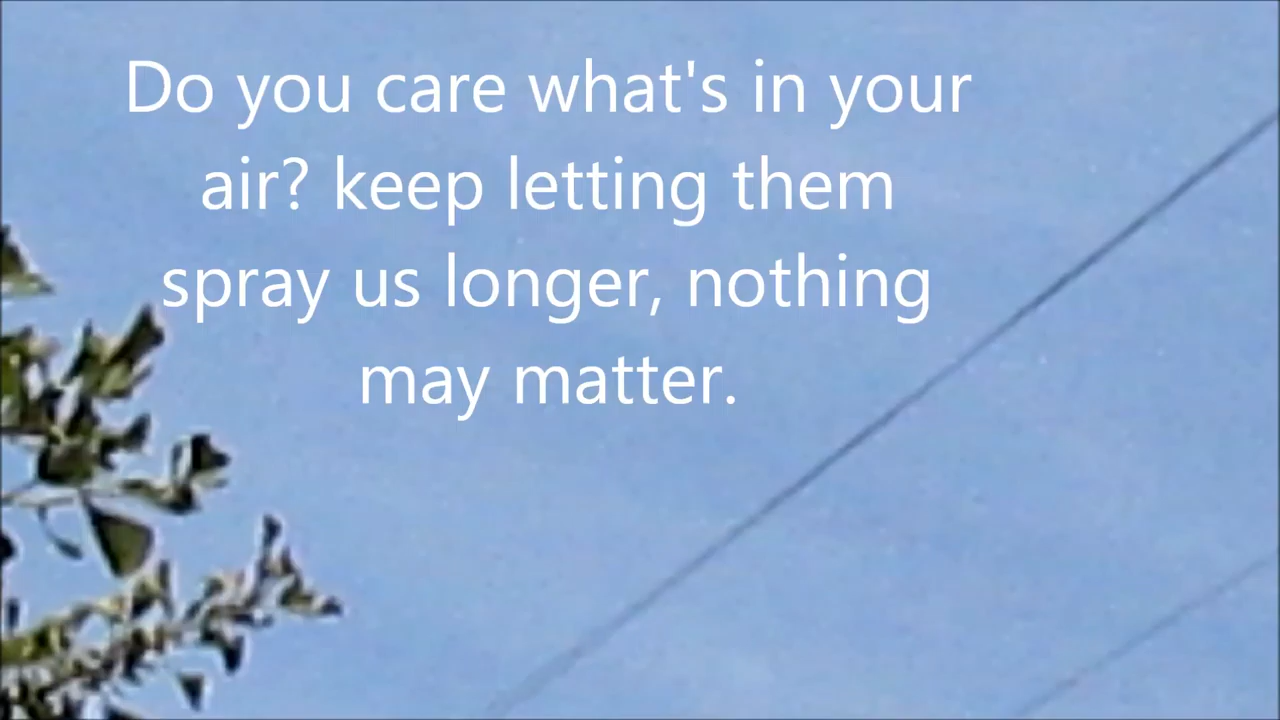 Do you care what's in your
air? keep letting them
spray us longer, nothing
may matter.